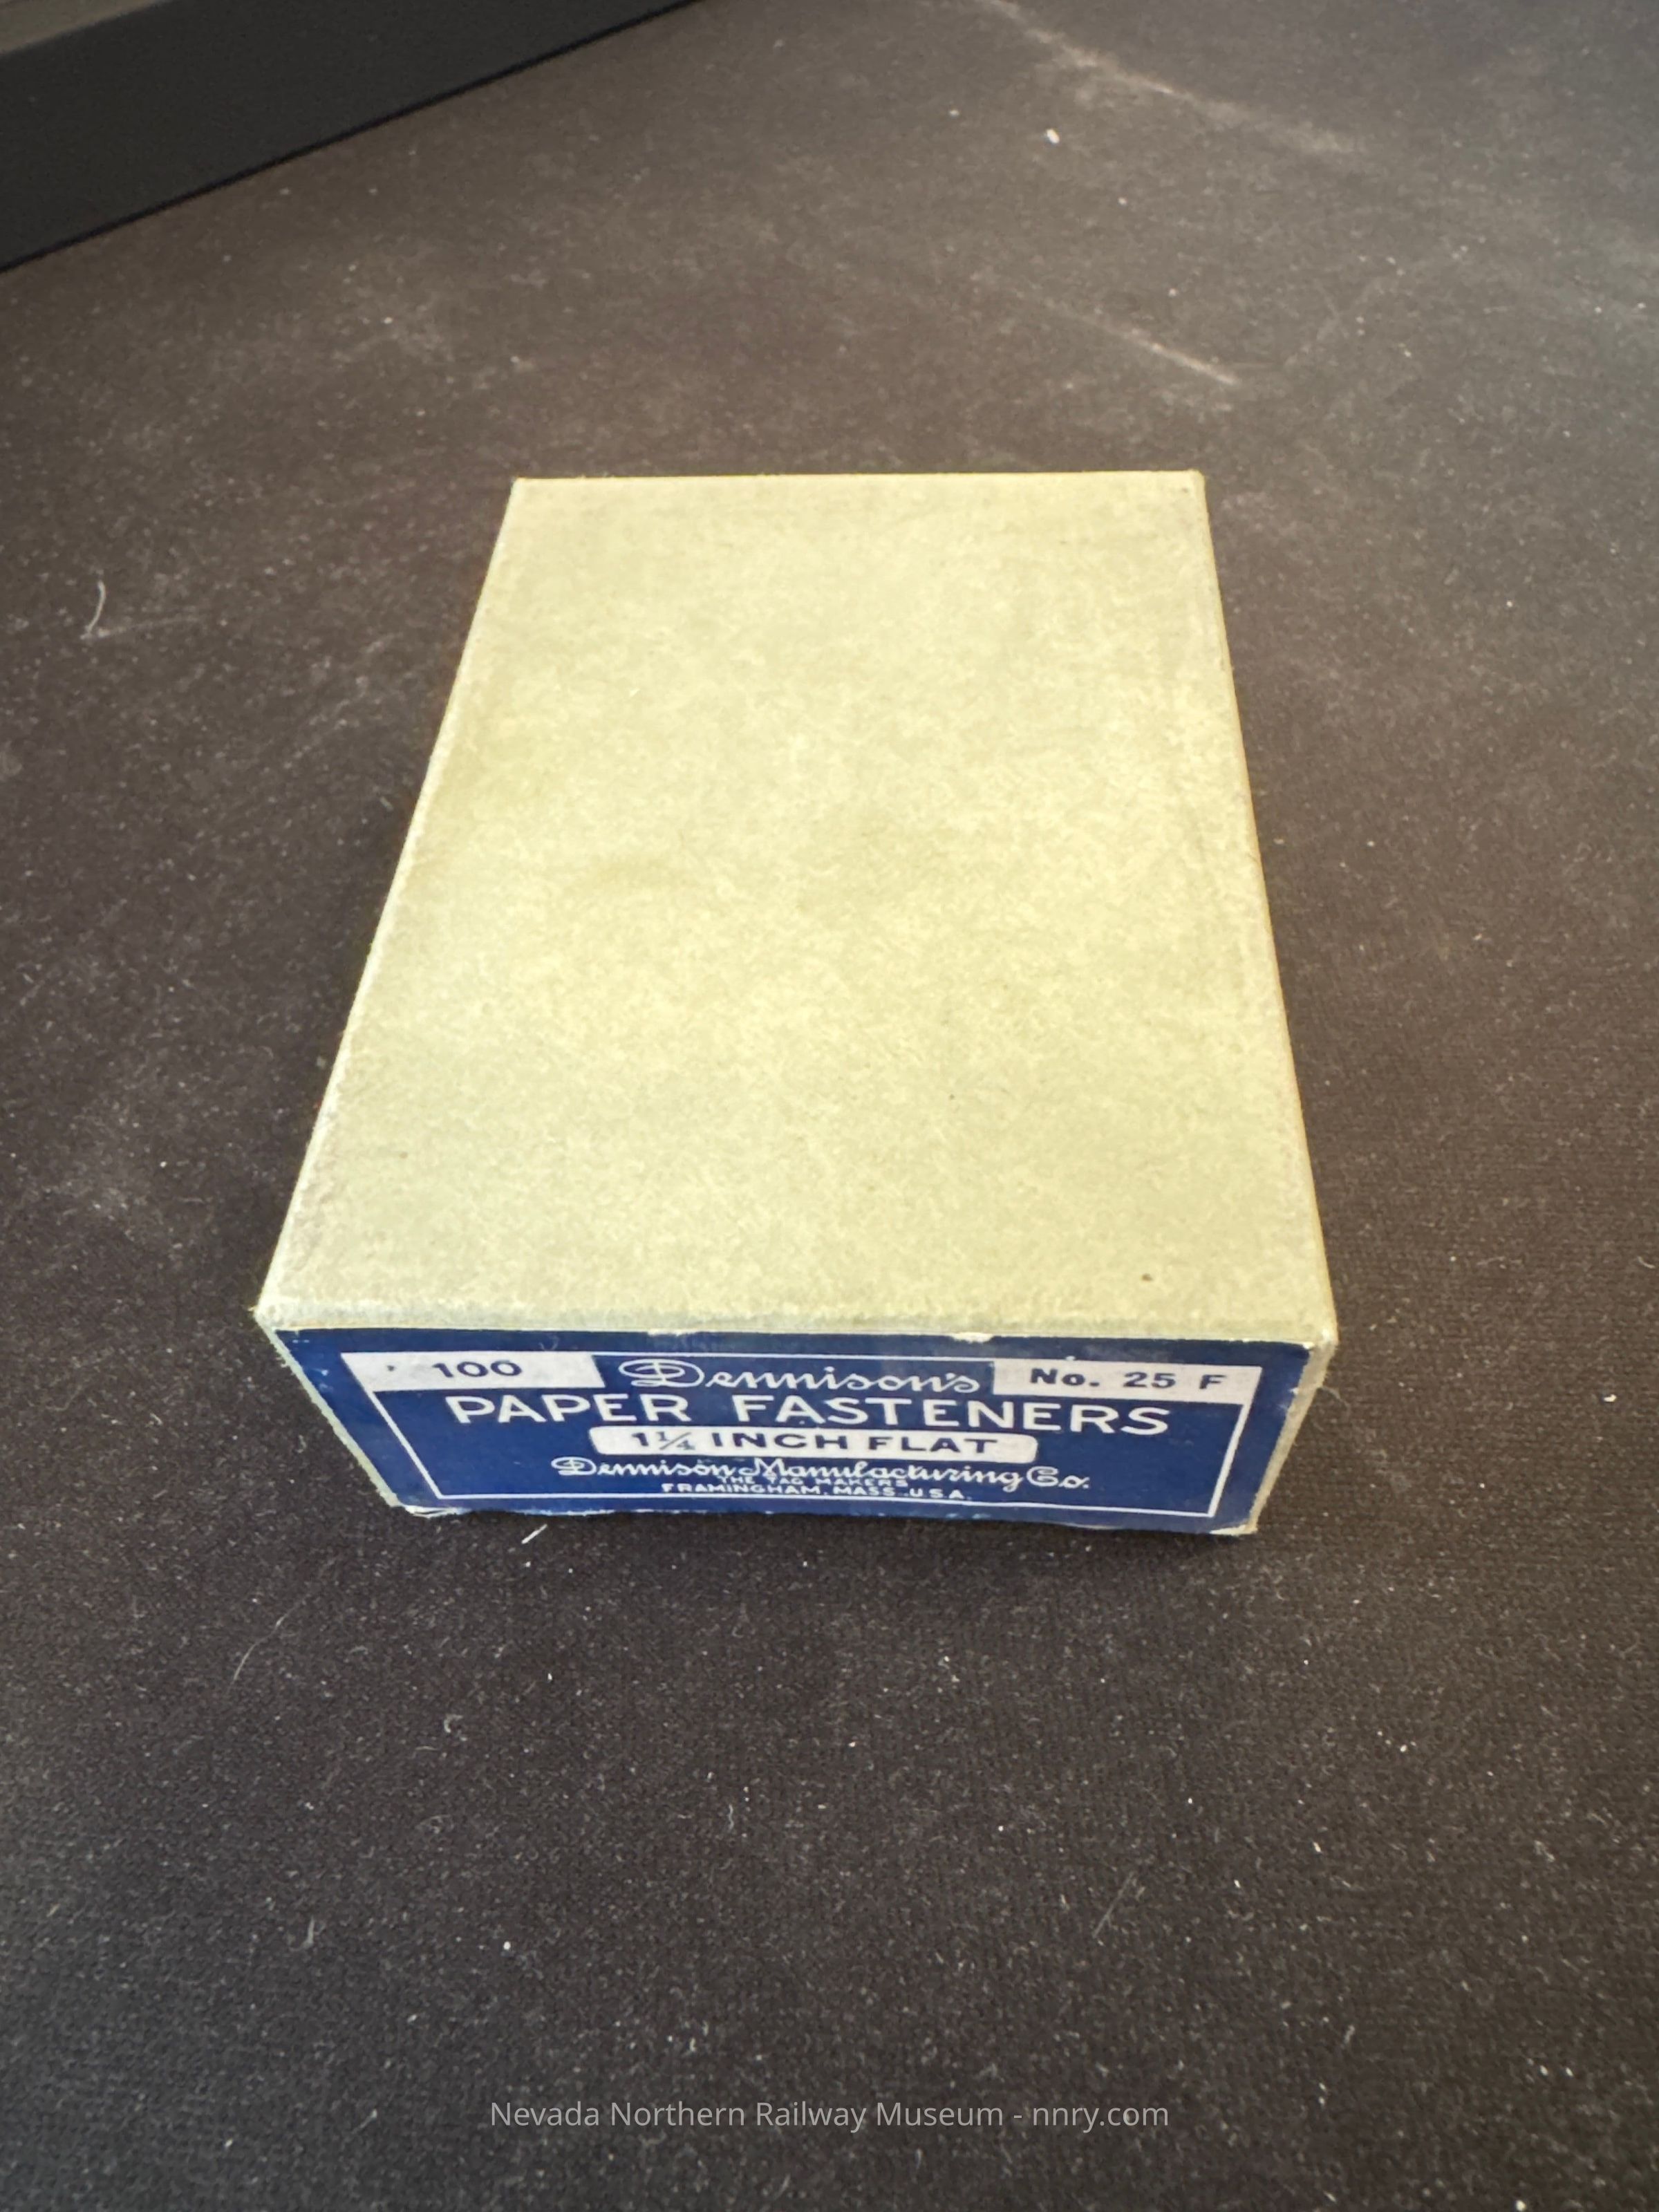 100 Dennison's No. 25 F
PAPER FASTENERS
1¼ INCH FLAT
Dennison Manufacturing Co.
THE TAG MAKERS
FRAMINGHAM, MASS. U.S.A.
Nevada Northern Railway Museum - nnry.com